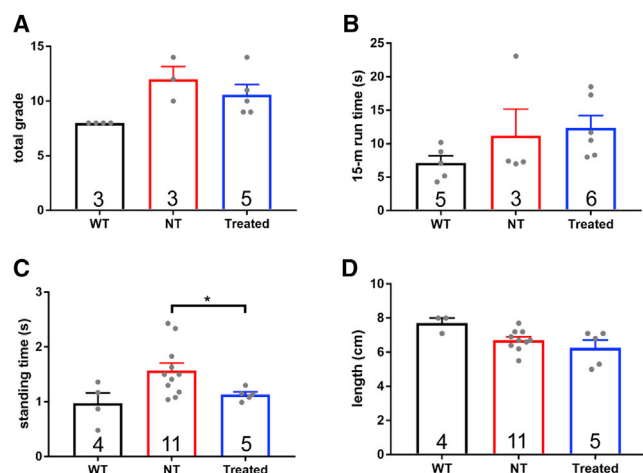 A
total grade
15
10
5
0
3
3
5
WT
NT
Treated
B
15-m run time (s)
25
20
15
10
5
0
5
3
6
WT
NT
Treated
C
standing time (s)
3
2
1
0
*
4
11
5
WT
NT
Treated
D
length (cm)
10
8
6
4
2
0
4
11
5
WT
NT
Treated